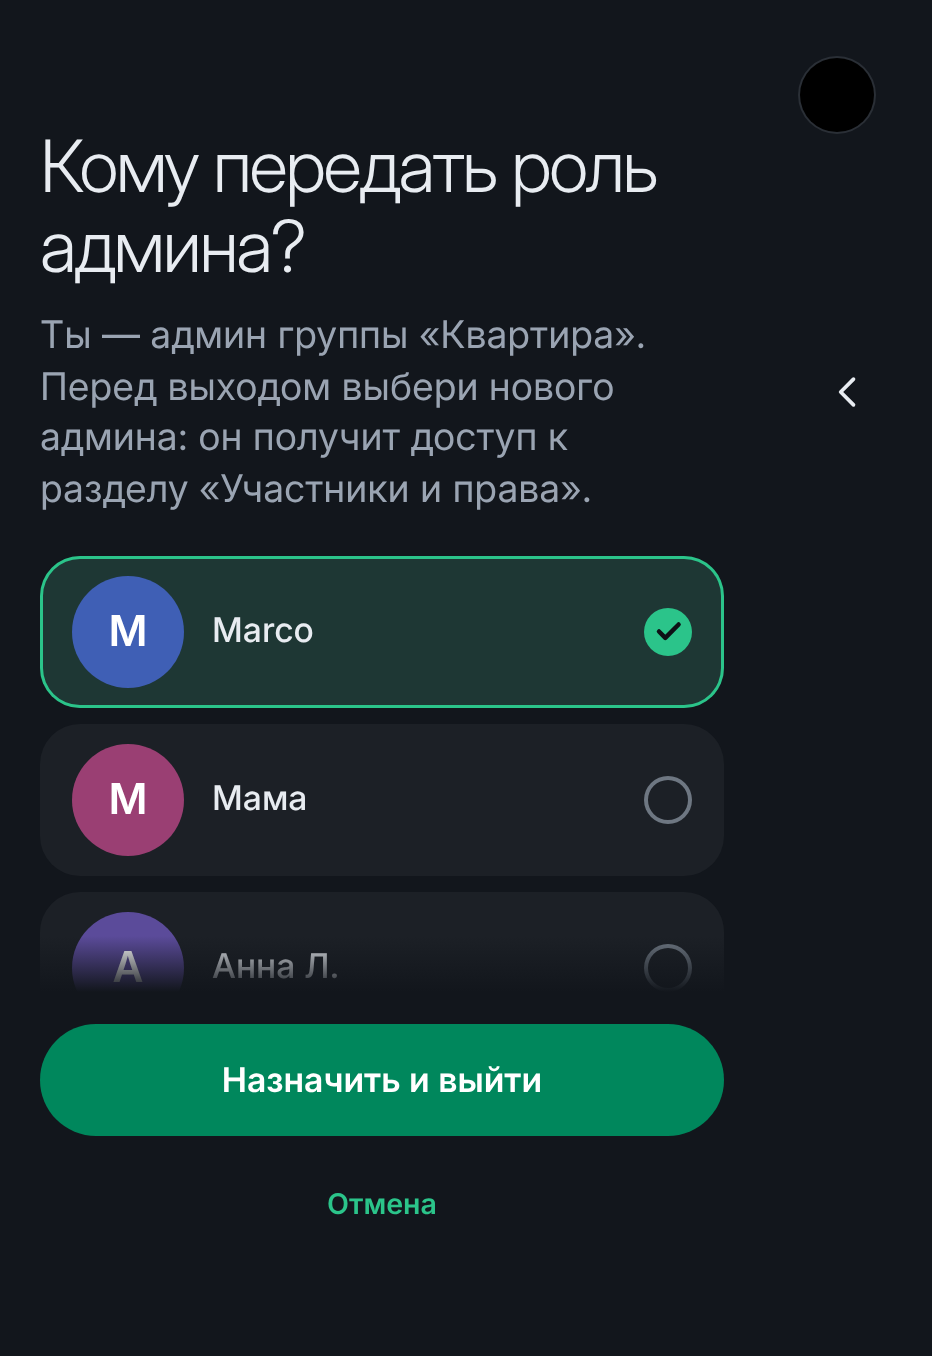 Кому передать роль
админа?
Ты — админ группы «Квартира».
Перед выходом выбери нового
админа: он получит доступ к
разделу «Участники и права».
M Marco
М Мама
А Анна Л.
Назначить и выйти
Отмена